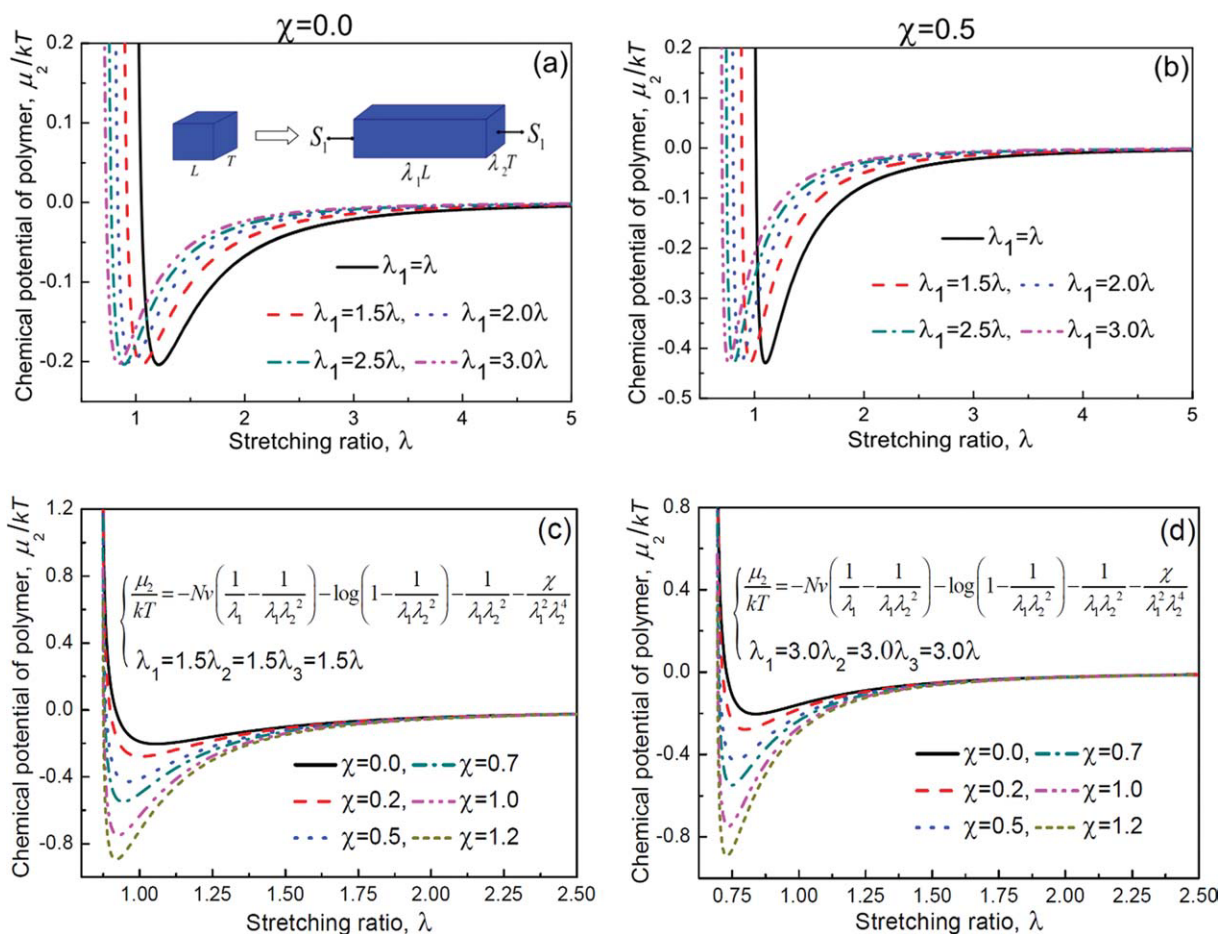 χ=0.0
χ=0.5
(a)
Chemical potential of polymer, μ₂/kT
0.2
0.1
0.0
-0.1
-0.2
L
T
S₁
λ₁L
λ₂T
S₁
λ₁=λ
λ₁=1.5λ, λ₁=2.0λ
λ₁=2.5λ, λ₁=3.0λ
1 2 3 4 5
Stretching ratio, λ
(b)
Chemical potential of polymer, μ₂/kT
0.2
0.1
0.0
-0.1
-0.2
-0.3
-0.4
-0.5
λ₁=λ
λ₁=1.5λ, λ₁=2.0λ
λ₁=2.5λ, λ₁=3.0λ
1 2 3 4 5
Stretching ratio, λ
(c)
Chemical potential of polymer, μ₂/kT
1.2
0.8
0.4
0.0
-0.4
-0.8
μ₂/kT=-Nv(1/λ₁-1/λ₁λ₂²)-log(1-1/λ₁λ₂²)-1/λ₁λ₂²-χ/λ₁²λ₂⁴
λ₁=1.5λ₂=1.5λ₃=1.5λ
χ=0.0, χ=0.7
χ=0.2, χ=1.0
χ=0.5, χ=1.2
1.00 1.25 1.50 1.75 2.00 2.25 2.50
Stretching ratio, λ
(d)
Chemical potential of polymer, μ₂/kT
0.8
0.4
0.0
-0.4
-0.8
μ₂/kT=-Nv(1/λ₁-1/λ₁λ₂²)-log(1-1/λ₁λ₂²)-1/λ₁λ₂²-χ/λ₁²λ₂⁴
λ₁=3.0λ₂=3.0λ₃=3.0λ
χ=0.0, χ=0.7
χ=0.2, χ=1.0
χ=0.5, χ=1.2
0.75 1.00 1.25 1.50 1.75 2.00 2.25 2.50
Stretching ratio, λ